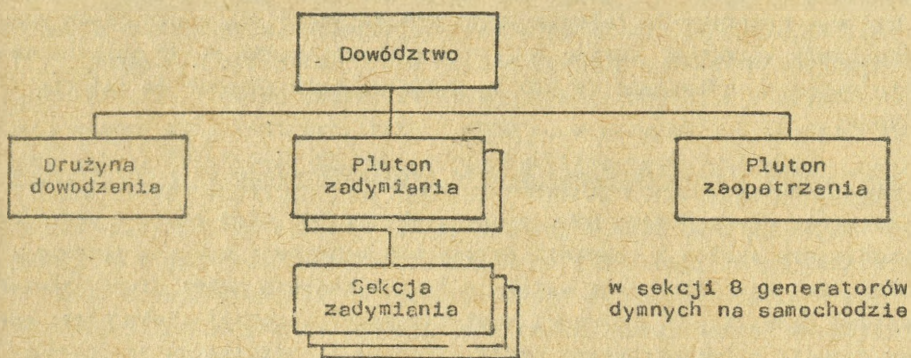 Dowództwo
Drużyna
dowodzenia
Pluton
zadymiania
Pluton
zaopatrzenia
Sekcja
zadymiania
w sekcji 8 generatorów
dymnych na samochodzie